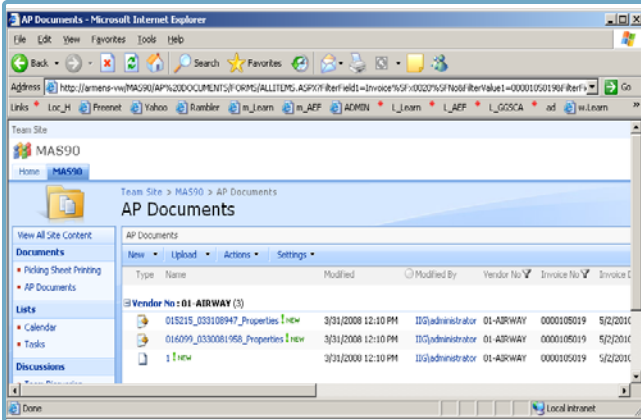 AP Documents - Microsoft Internet Explorer
File Edit View Favorites Tools Help
Back Search Favorites
Address http://armens-vw/MAS90/AP%20DOCUMENTS/FORMS/ALLITEMS.ASPX?FilterField1=Invoice%5Fx0020%5FNo&FilterValue1=0000105019&FilterFi Go
Links Loc_H Freenet Yahoo Rambler m_Learn m_AEF ADMIN L_Learn L_AEF L_GGSCA ad w.Learn »
Team Site
MAS90
Home MAS90
Team Site > MAS90 > AP Documents
AP Documents
View All Site Content
Documents
Picking Sheet Printing
AP Documents
Lists
Calendar
Tasks
Discussions
AP Documents
New Upload Actions Settings
Type Name Modified Modified By Vendor No Invoice No Invoice D
Vendor No : 01-AIRWAY (3)
015215_033108947_Properties ! NEW 3/31/2008 12:10 PM IIG\administrator 01-AIRWAY 0000105019 5/2/2010
016099_0330081958_Properties ! NEW 3/31/2008 12:10 PM IIG\administrator 01-AIRWAY 0000105019 5/2/2010
1 ! NEW 3/31/2008 12:10 PM IIG\administrator 01-AIRWAY 0000105019 5/2/2010
Done Local intranet